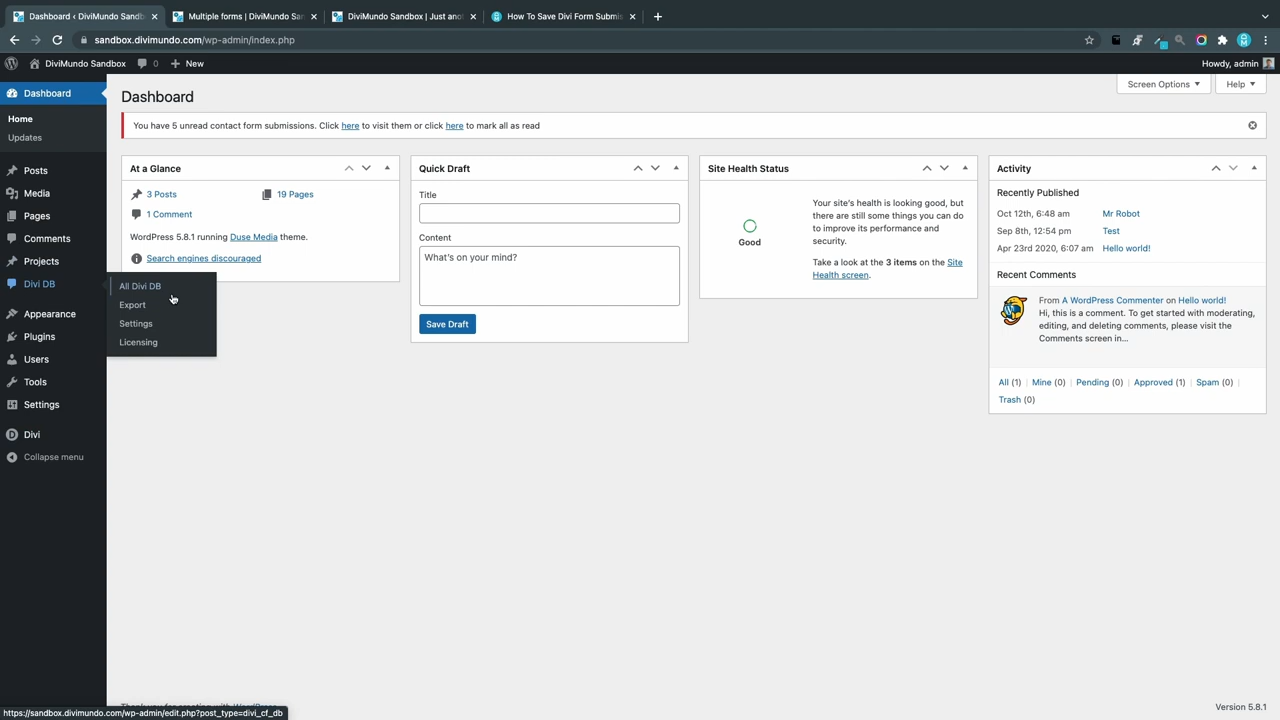 Dashboard ‹ DiviMundo Sandb
Multiple forms | DiviMundo San
DiviMundo Sandbox | Just anot
How To Save Divi Form Submis
sandbox.divimundo.com/wp-admin/index.php
DiviMundo Sandbox
0
New
Howdy, admin
Dashboard
Home
Updates
Posts
Media
Pages
Comments
Projects
Divi DB
Appearance
Plugins
Users
Tools
Settings
Divi
Collapse menu
All Divi DB
Export
Settings
Licensing
Dashboard
Screen Options
Help
You have 5 unread contact form submissions. Click here to visit them or click here to mark all as read
At a Glance
3 Posts
19 Pages
1 Comment
WordPress 5.8.1 running Duse Media theme.
Search engines discouraged
Quick Draft
Title
Content
What's on your mind?
Save Draft
Site Health Status
Good
Your site's health is looking good, but
there are still some things you can do
to improve its performance and
security.
Take a look at the 3 items on the Site
Health screen.
Activity
Recently Published
Oct 12th, 6:48 am Mr Robot
Sep 8th, 12:54 pm Test
Apr 23rd 2020, 6:07 am Hello world!
Recent Comments
From A WordPress Commenter on Hello world!
Hi, this is a comment. To get started with moderating,
editing, and deleting comments, please visit the
Comments screen in…
All (1) | Mine (0) | Pending (0) | Approved (1) | Spam (0) |
Trash (0)
https://sandbox.divimundo.com/wp-admin/edit.php?post_type=divi_cf_db
Version 5.8.1